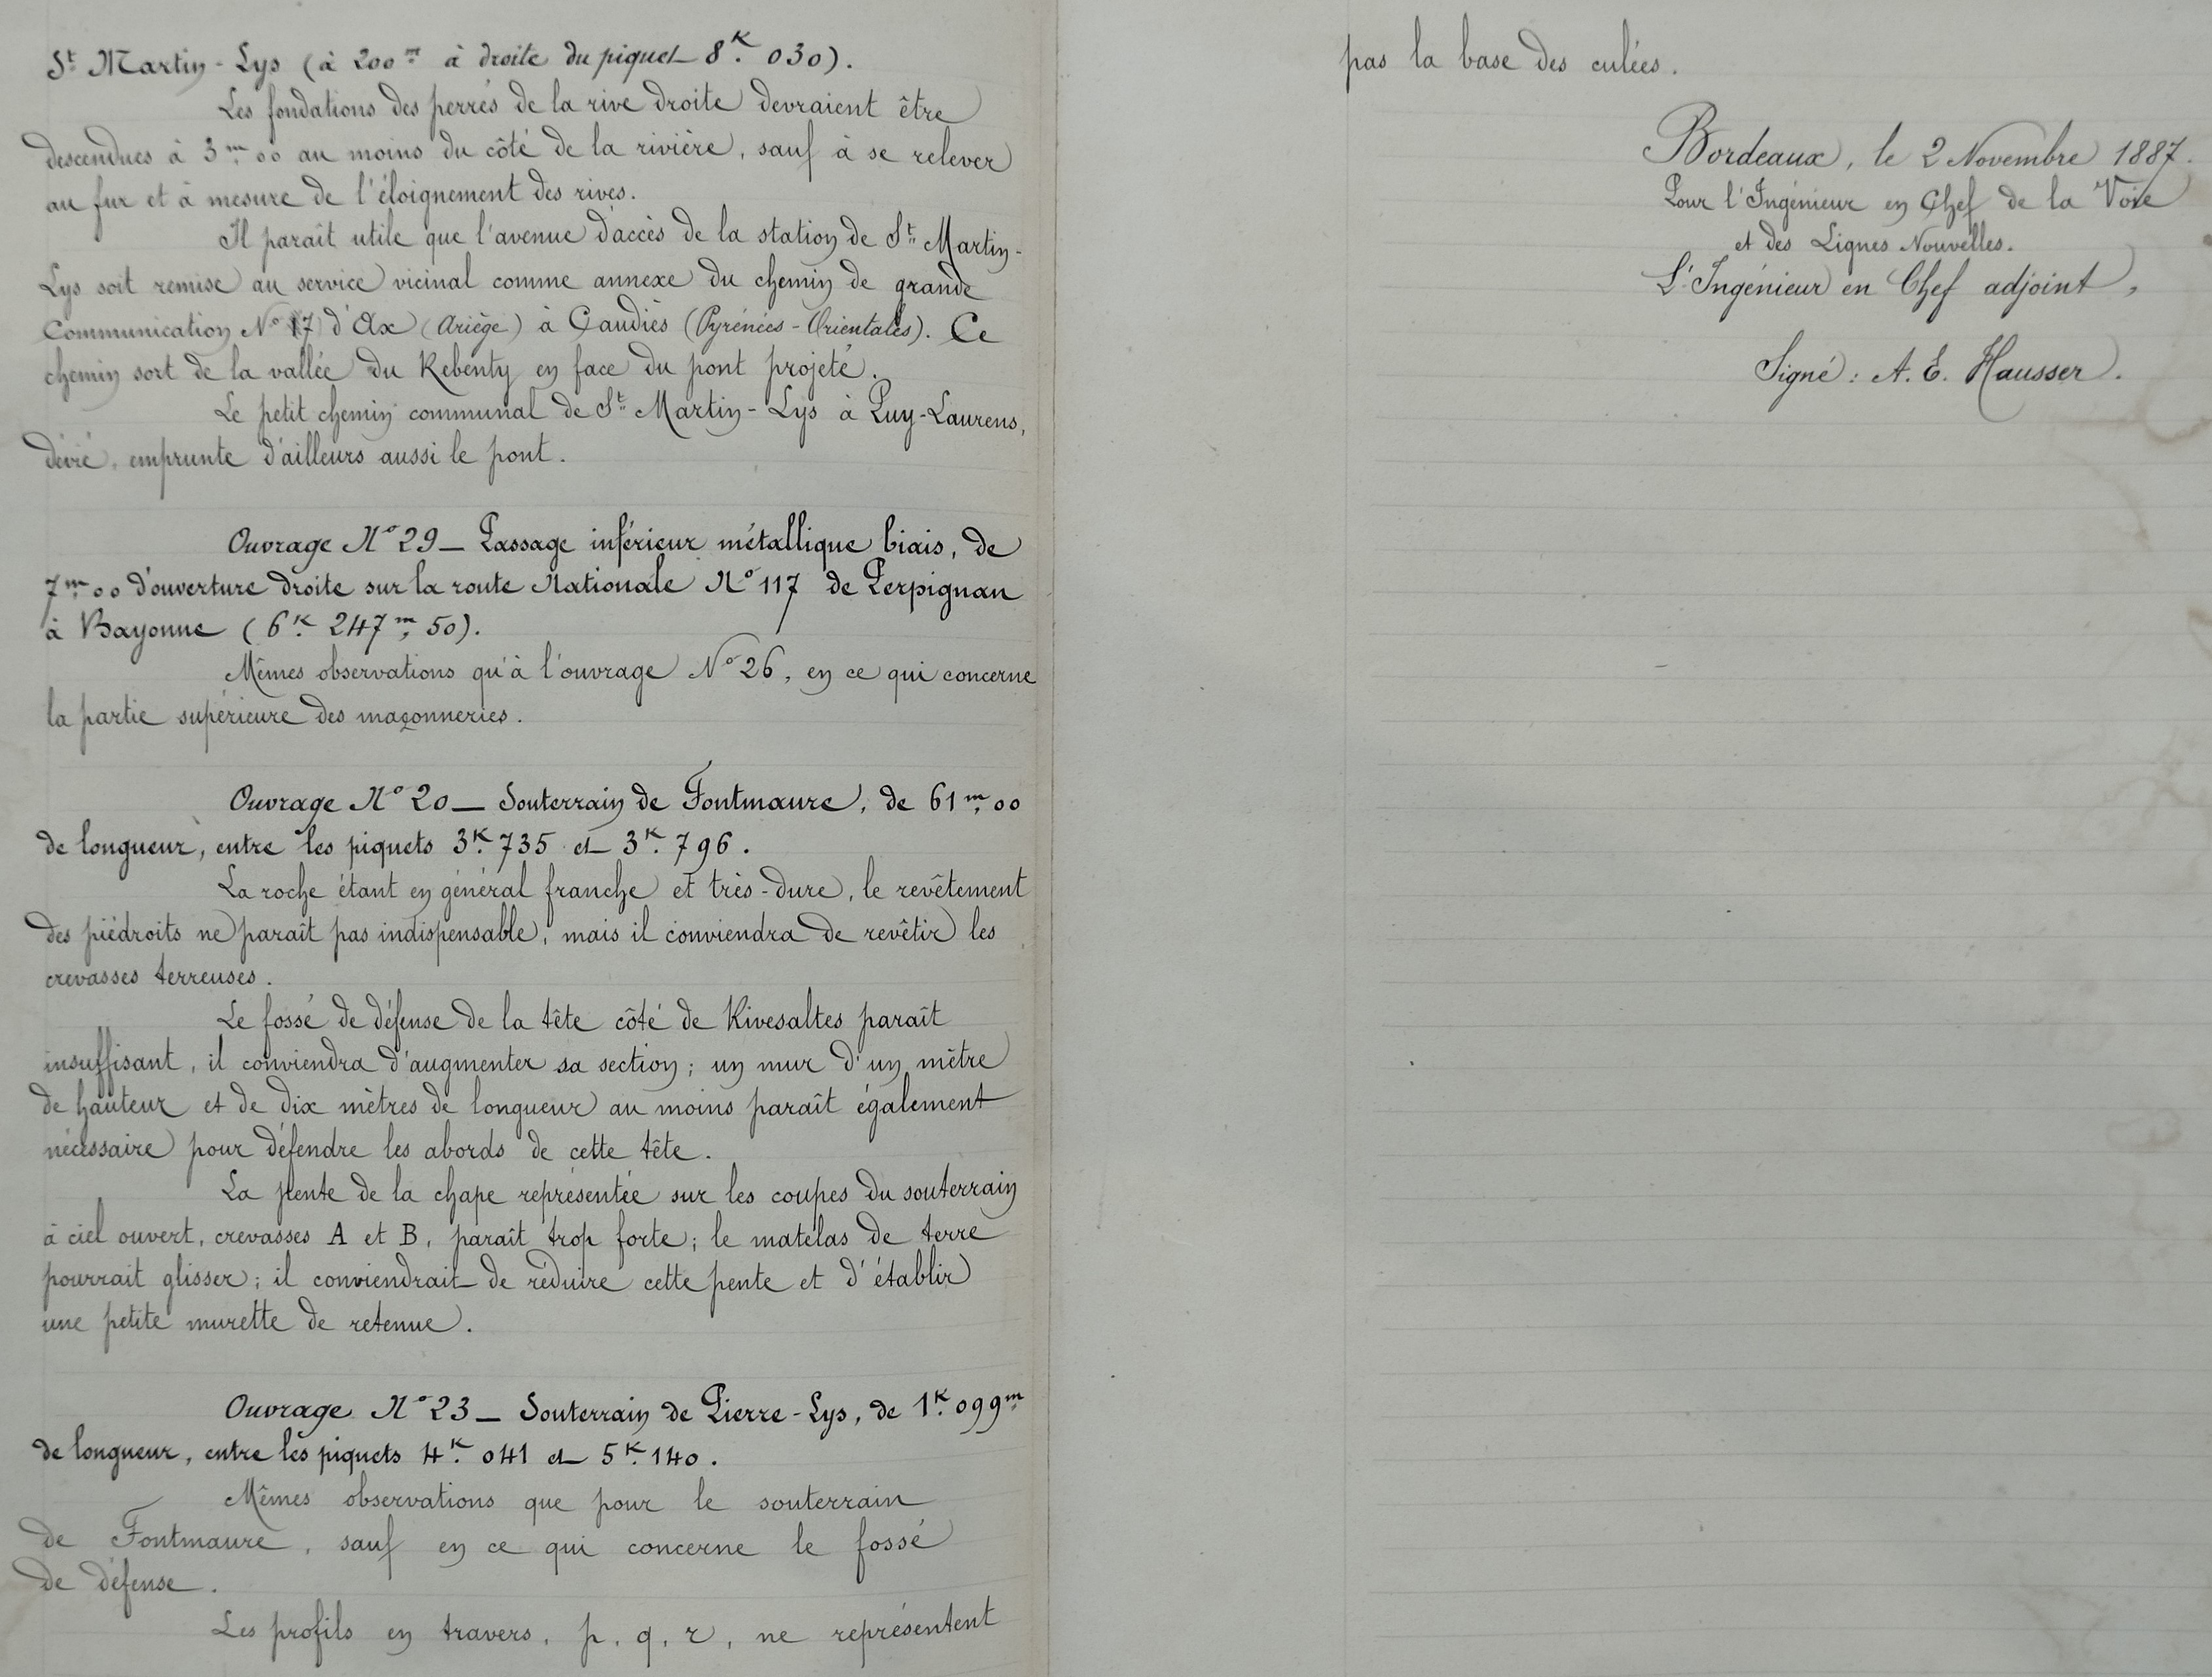 St Martin-Lys (à 200m à droite du piquet 8K. 030).
Les fondations des perrés de la rive droite devraient être
descendues à 3m,00 au moins du côté de la rivière, sauf à se relever
au fur et à mesure de l'éloignement des rives.
Il paraît utile que l'avenue d'accès de la station de St Martin-
Lys soit remise au service vicinal comme annexe du chemin de grande
Communication No 17 d'Ax (Ariège) à Caudiès (Pyrénées-Orientales). Ce
chemin sort de la vallée du Rebenty en face du pont projeté.
Le petit chemin communal de St Martin-Lys à Puy-Laurens,
dévié, emprunte d'ailleurs aussi le pont.
Ouvrage No 29 — Passage inférieur métallique biais, de
7m,00 d'ouverture droite sur la route Nationale No 117 de Perpignan
à Bayonne (6K. 247m, 50).
Mêmes observations qu'à l'ouvrage No 26, en ce qui concerne
la partie supérieure des maçonneries.
Ouvrage No 20 — Souterrain de Fontmaure, de 61m,00
de longueur, entre les piquets 3K. 735 et 3K. 796.
La roche étant en général franche et très-dure, le revêtement
des piédroits ne paraît pas indispensable, mais il conviendra de revêtir les
crevasses terreuses.
Le fossé de défense de la tête côté de Rivesaltes paraît
insuffisant, il conviendra d'augmenter sa section; un mur d'un mètre
de hauteur et de dix mètres de longueur au moins paraît également
nécessaire pour défendre les abords de cette tête.
La pente de la chape représentée sur les coupes du souterrain
à ciel ouvert, crevasses A et B, paraît trop forte; le matelas de terre
pourrait glisser; il conviendrait de réduire cette pente et d'établir
une petite murette de retenue.
Ouvrage No 23 — Souterrain de Pierre-Lys, de 1K. 099m
de longueur, entre les piquets 4K. 041 et 5K. 140.
Mêmes observations que pour le souterrain
de Fontmaure, sauf en ce qui concerne le fossé
de défense.
Les profils en travers, p, q, r, ne représentent
pas la base des culées.
Bordeaux, le 2 Novembre 1887.
Pour l'Ingénieur en Chef de la Voie
et des Lignes Nouvelles.
L'Ingénieur en Chef adjoint,
Signé: A. E. Hausser.